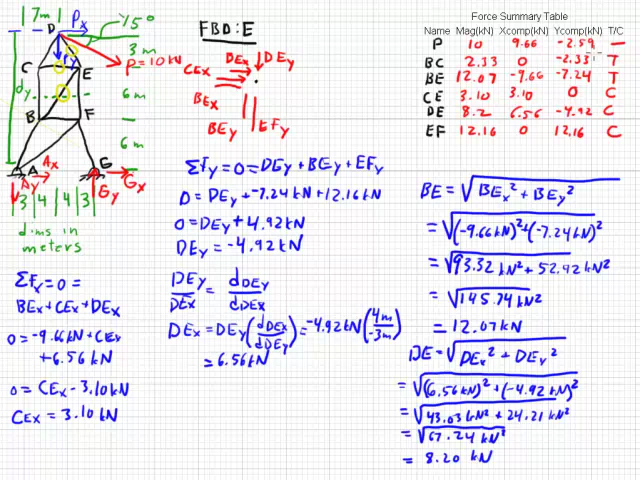 7m
Px
15°
D
3 m
Py
P=10kN
C
E
dy
6 m
B
F
6 m
A
Ax
G
Ay
Gy
Gx
3 4 4 3
dims in
meters
FBD: E
DEx DEy
CEx
BEx
BEy EFy
Force Summary Table
Name Mag(kN) Xcomp(kN) Ycomp(kN) T/C
P 10 9.66 -2.59 —
BC 2.33 0 -2.33 T
BE 12.07 -9.66 -7.24 T
CE 3.10 3.10 0 C
DE 8.2 6.56 -4.92 C
EF 12.16 0 12.16 C
ΣFy = 0 = DEy + BEy + EFy
0 = DEy + -7.24 kN + 12.16 kN
0 = DEy + 4.92 kN
DEy = -4.92 kN
DEy/DEx = dDEy/dDEx
DEx = DEy (dDEx/dDEy) = -4.92 kN (4m/-3m)
= 6.56 kN
ΣFx = 0 =
BEx + CEx + DEx
0 = -9.66 kN + CEx
+ 6.56 kN
0 = CEx - 3.10 kN
CEx = 3.10 kN
BE = √(BEx² + BEy²)
= √((-9.66 kN)² + (-7.24 kN)²)
= √(93.32 kN² + 52.42 kN²)
= √(145.74 kN²)
= 12.07 kN
DE = √(DEx² + DEy²)
= √((6.56 kN)² + (-4.92 kN)²)
= √(43.03 kN² + 24.21 kN²)
= √(67.24 kN²)
= 8.20 kN